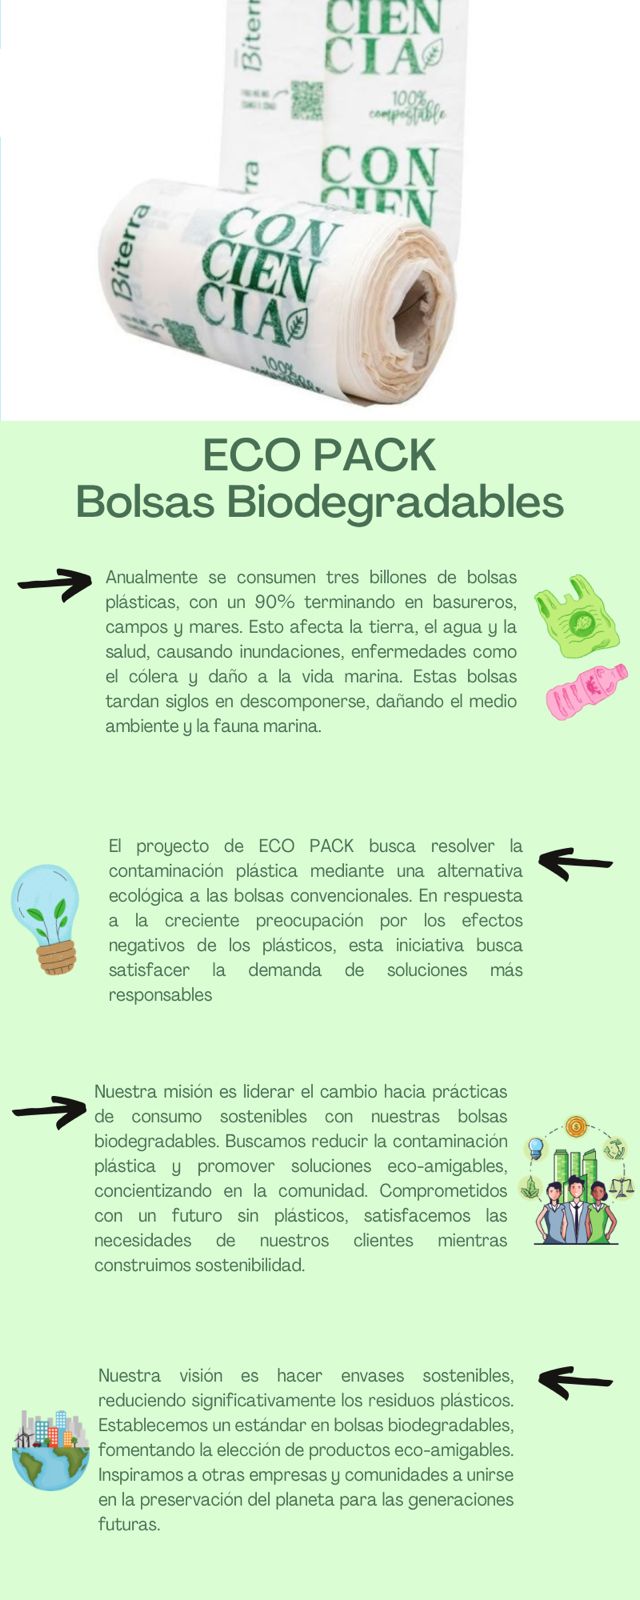 Biterra
CIEN
CIA
100%
compostable
Biterra
CON
CIEN
Biterra
CON
CIEN
CIA
100%
compostable
ECO PACK
Bolsas Biodegradables
Anualmente se consumen tres billones de bolsas
plásticas, con un 90% terminando en basureros,
campos y mares. Esto afecta la tierra, el agua y la
salud, causando inundaciones, enfermedades como
el cólera y daño a la vida marina. Estas bolsas
tardan siglos en descomponerse, dañando el medio
ambiente y la fauna marina.
El proyecto de ECO PACK busca resolver la
contaminación plástica mediante una alternativa
ecológica a las bolsas convencionales. En respuesta
a la creciente preocupación por los efectos
negativos de los plásticos, esta iniciativa busca
satisfacer la demanda de soluciones más
responsables
Nuestra misión es liderar el cambio hacia prácticas
de consumo sostenibles con nuestras bolsas
biodegradables. Buscamos reducir la contaminación
plástica y promover soluciones eco-amigables,
concientizando en la comunidad. Comprometidos
con un futuro sin plásticos, satisfacemos las
necesidades de nuestros clientes mientras
construimos sostenibilidad.
Nuestra visión es hacer envases sostenibles,
reduciendo significativamente los residuos plásticos.
Establecemos un estándar en bolsas biodegradables,
fomentando la elección de productos eco-amigables.
Inspiramos a otras empresas y comunidades a unirse
en la preservación del planeta para las generaciones
futuras.